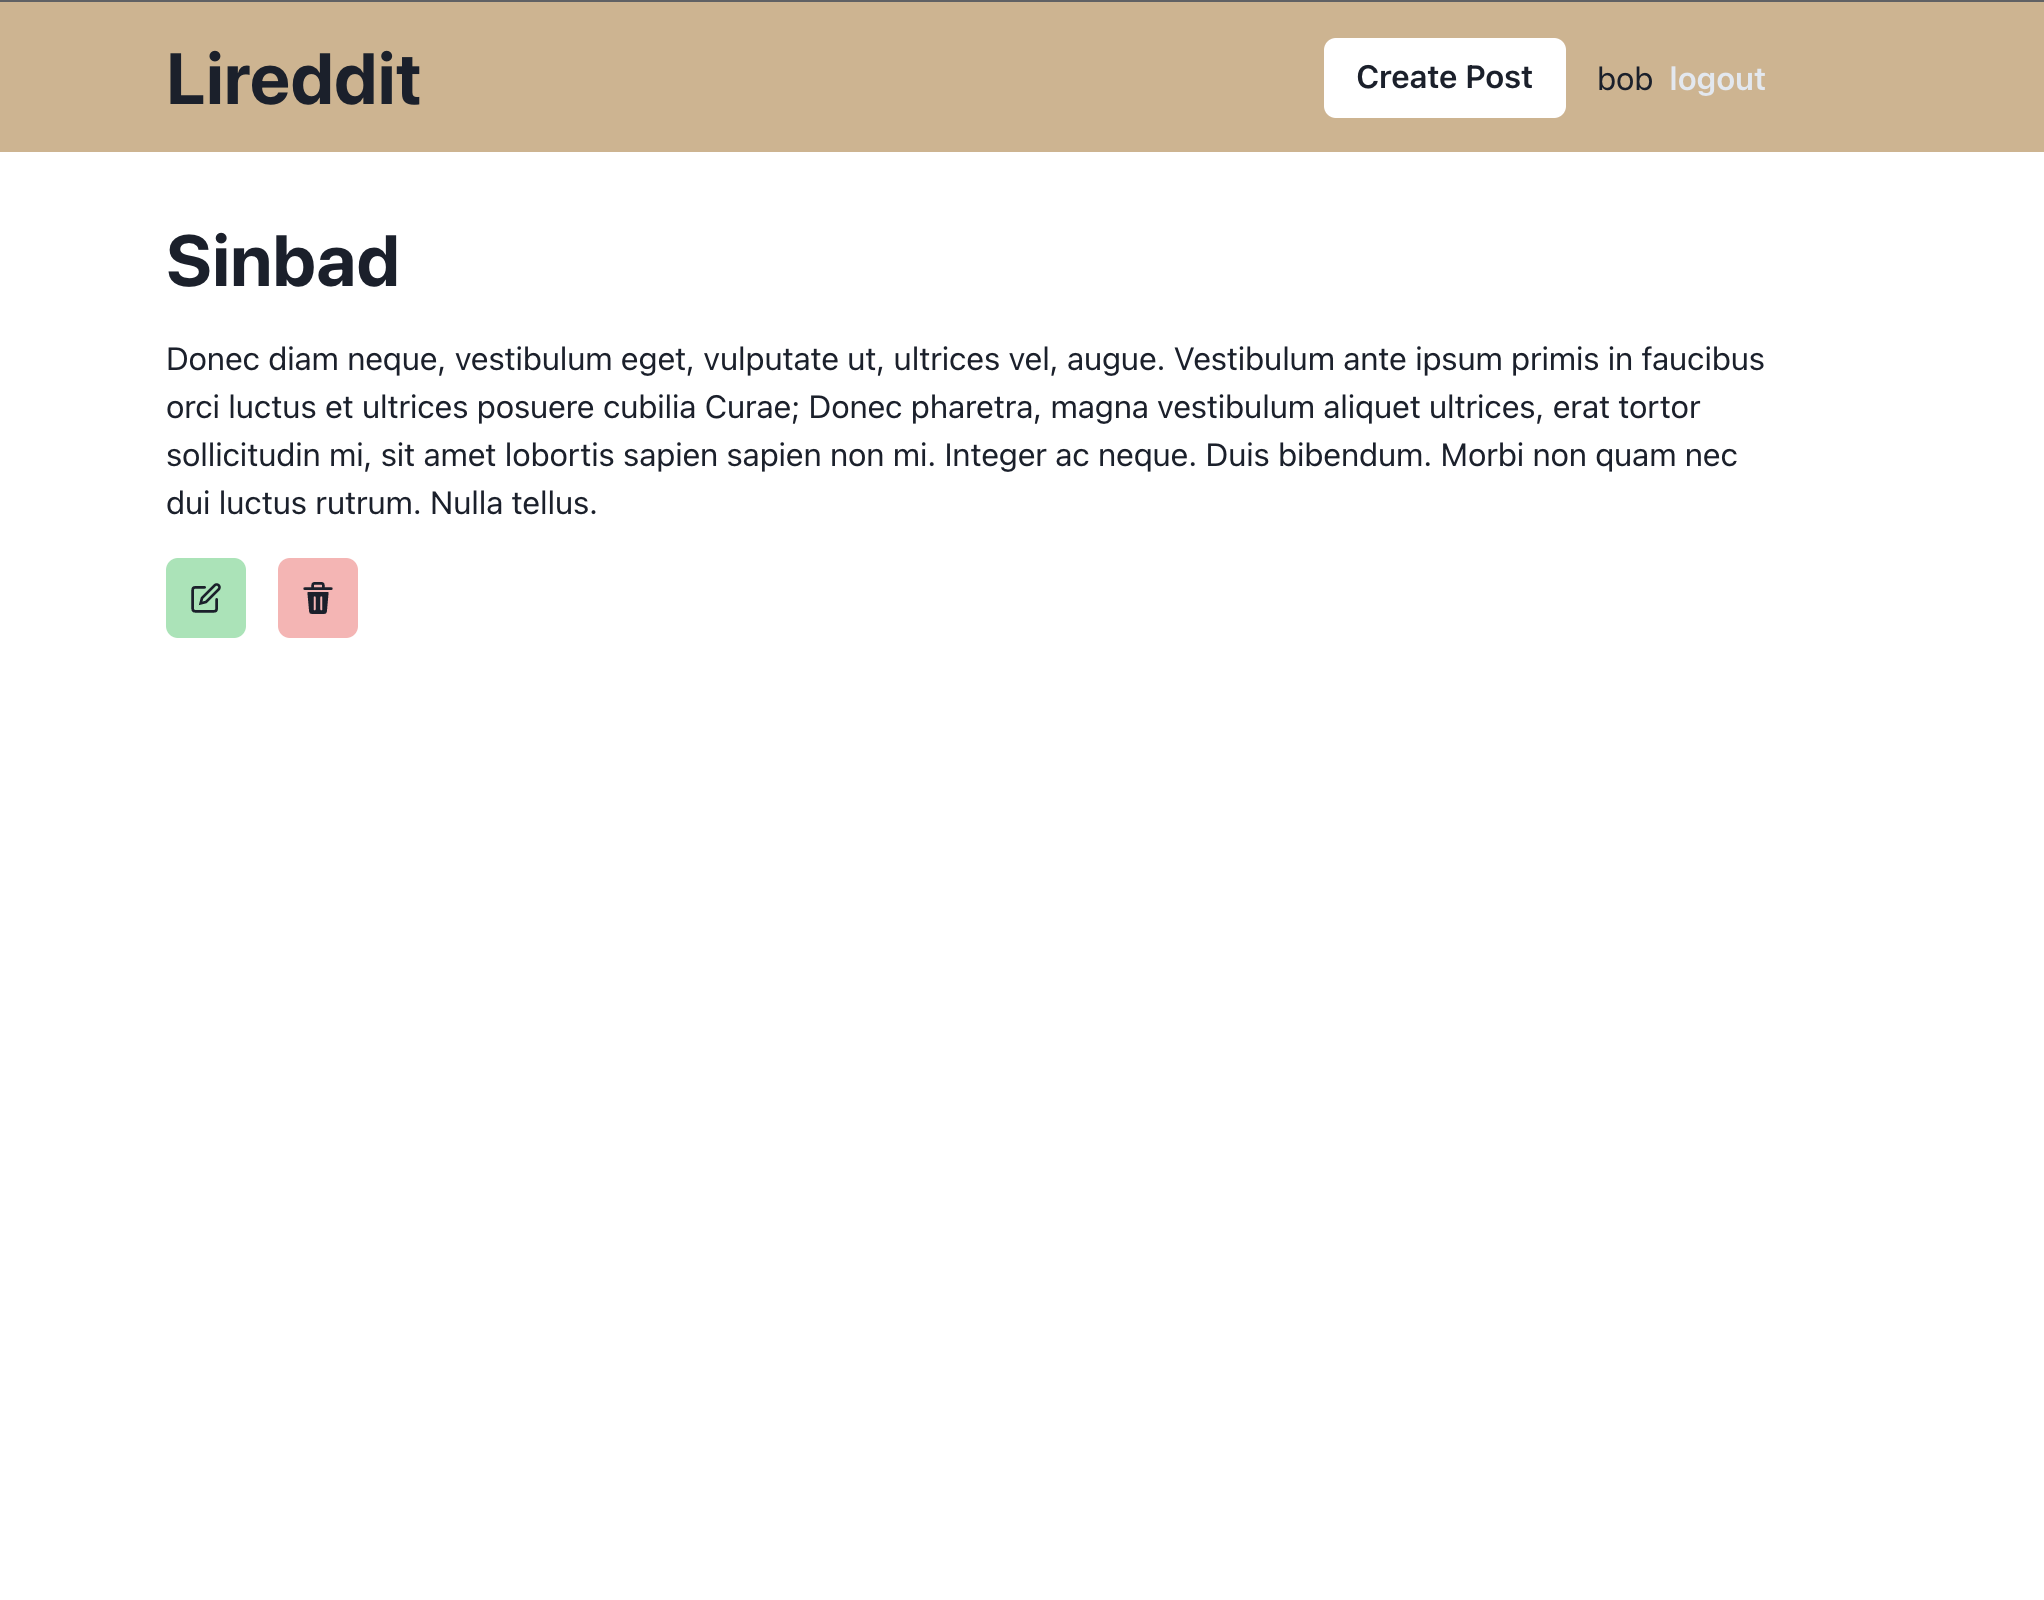 Lireddit
Create Post
bob logout
Sinbad
Donec diam neque, vestibulum eget, vulputate ut, ultrices vel, augue. Vestibulum ante ipsum primis in faucibus
orci luctus et ultrices posuere cubilia Curae; Donec pharetra, magna vestibulum aliquet ultrices, erat tortor
sollicitudin mi, sit amet lobortis sapien sapien non mi. Integer ac neque. Duis bibendum. Morbi non quam nec
dui luctus rutrum. Nulla tellus.